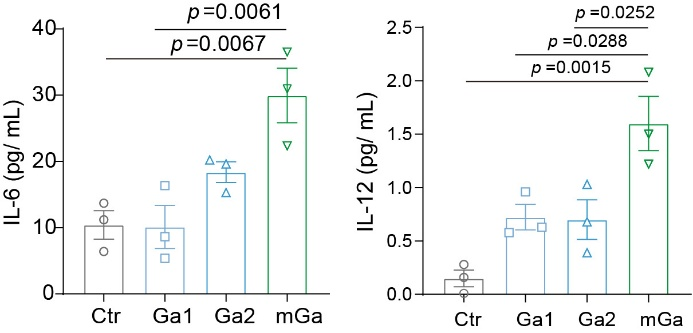 p=0.0061
p=0.0067
40
30
20
10
0
IL-6 (pg/ mL)
Ctr Ga1 Ga2 mGa
p=0.0252
p=0.0288
p=0.0015
2.5
2.0
1.5
1.0
0.5
0.0
IL-12 (pg/ mL)
Ctr Ga1 Ga2 mGa